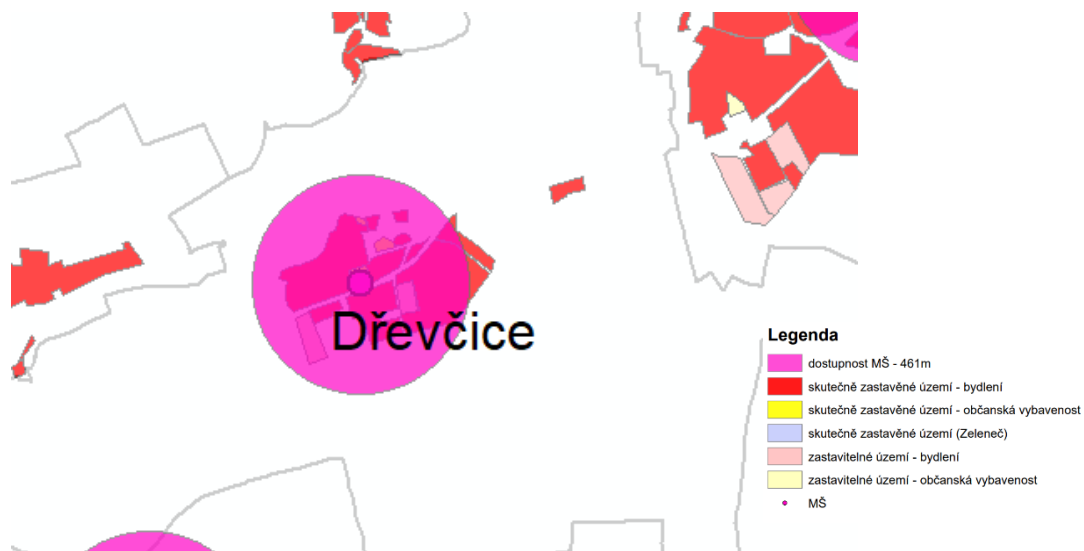 Dřevčice
Legenda
dostupnost MŠ - 461m
skutečně zastavěné území - bydlení
skutečně zastavěné území - občanská vybavenost
skutečně zastavěné území (Zeleneč)
zastavitelné území - bydlení
zastavitelné území - občanská vybavenost
MŠ